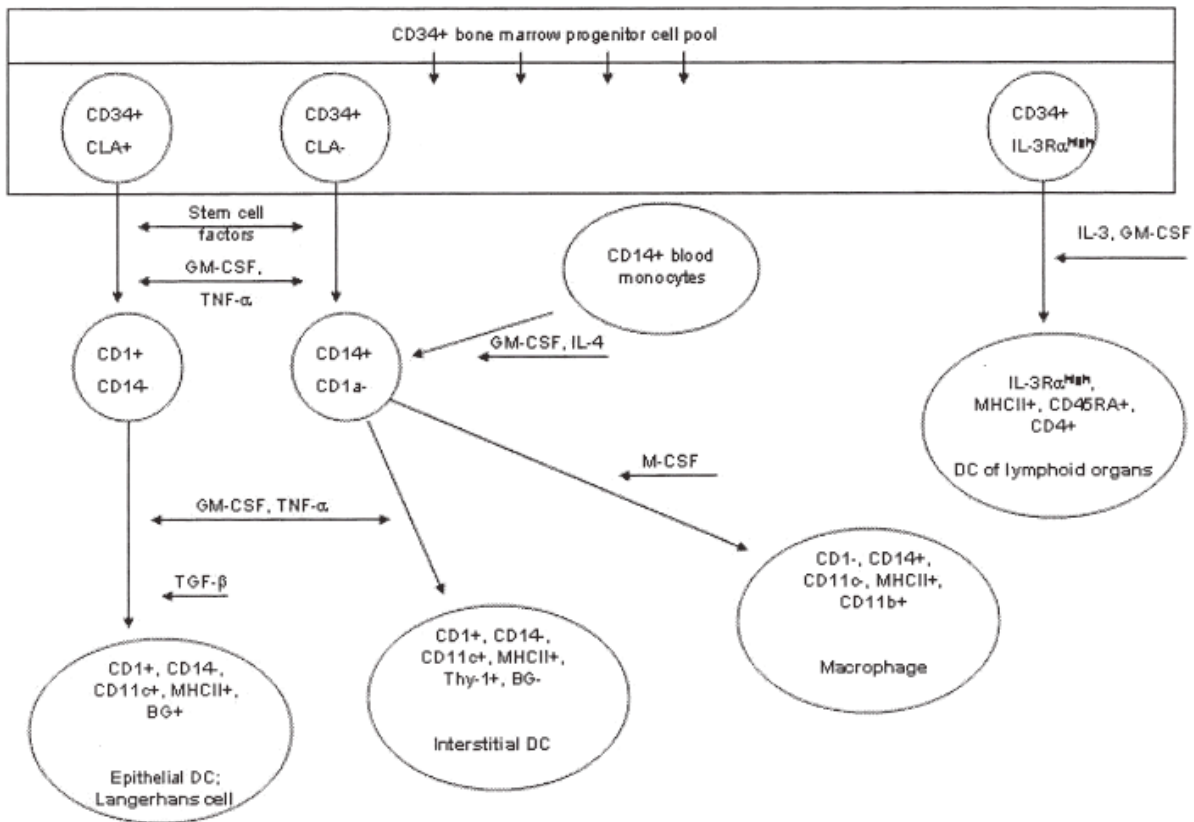 CD34+ bone marrow progenitor cell pool
CD34+
CLA+
CD34+
CLA-
CD34+
IL-3Rα^high
Stem cell
factors
GM-CSF,
TNF-α
CD14+ blood
monocytes
IL-3, GM-CSF
CD1+
CD14-
CD14+
CD1a-
GM-CSF, IL-4
IL-3Rα^high,
MHCII+, CD45RA+,
CD4+
DC of lymphoid organs
M-CSF
GM-CSF, TNF-α
TGF-β
CD1-, CD14+,
CD11c-, MHCII+,
CD11b+
Macrophage
CD1+, CD14-,
CD11c+, MHCII+,
Thy-1+, BG-
Interstitial DC
CD1+, CD14-,
CD11c+, MHCII+,
BG+
Epithelial DC;
Langerhans cell